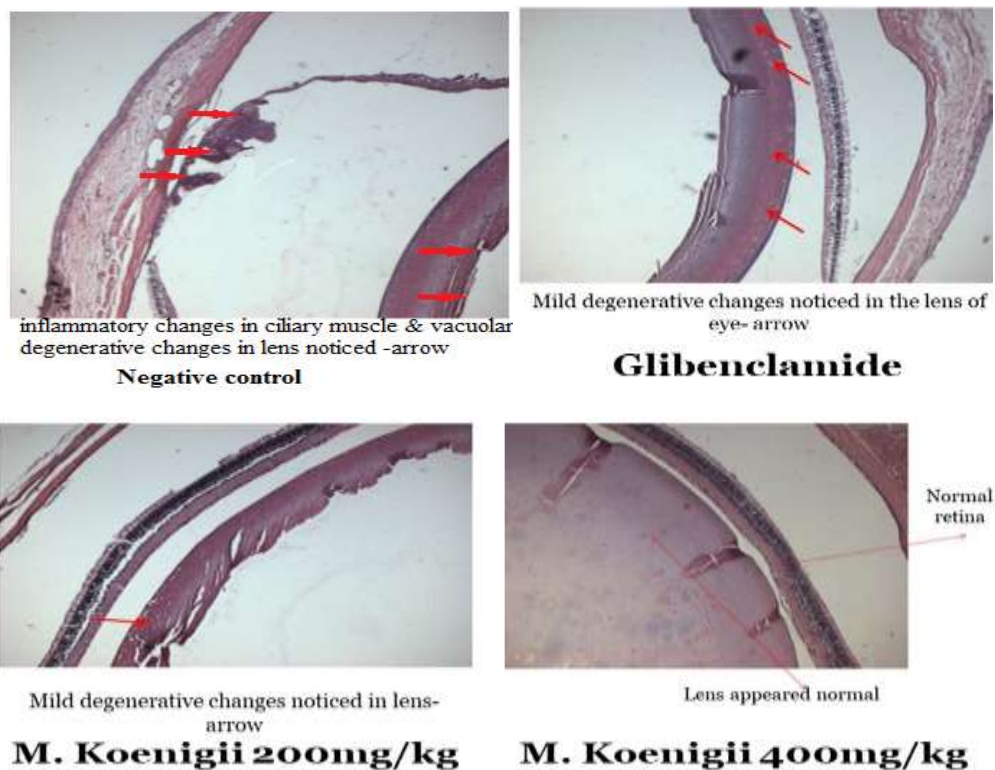 inflammatory changes in ciliary muscle & vacuolar
degenerative changes in lens noticed -arrow
Negative control
Mild degenerative changes noticed in the lens of
eye- arrow
Glibenclamide
Mild degenerative changes noticed in lens-
arrow
M. Koenigii 200mg/kg
Normal
retina
Lens appeared normal
M. Koenigii 400mg/kg